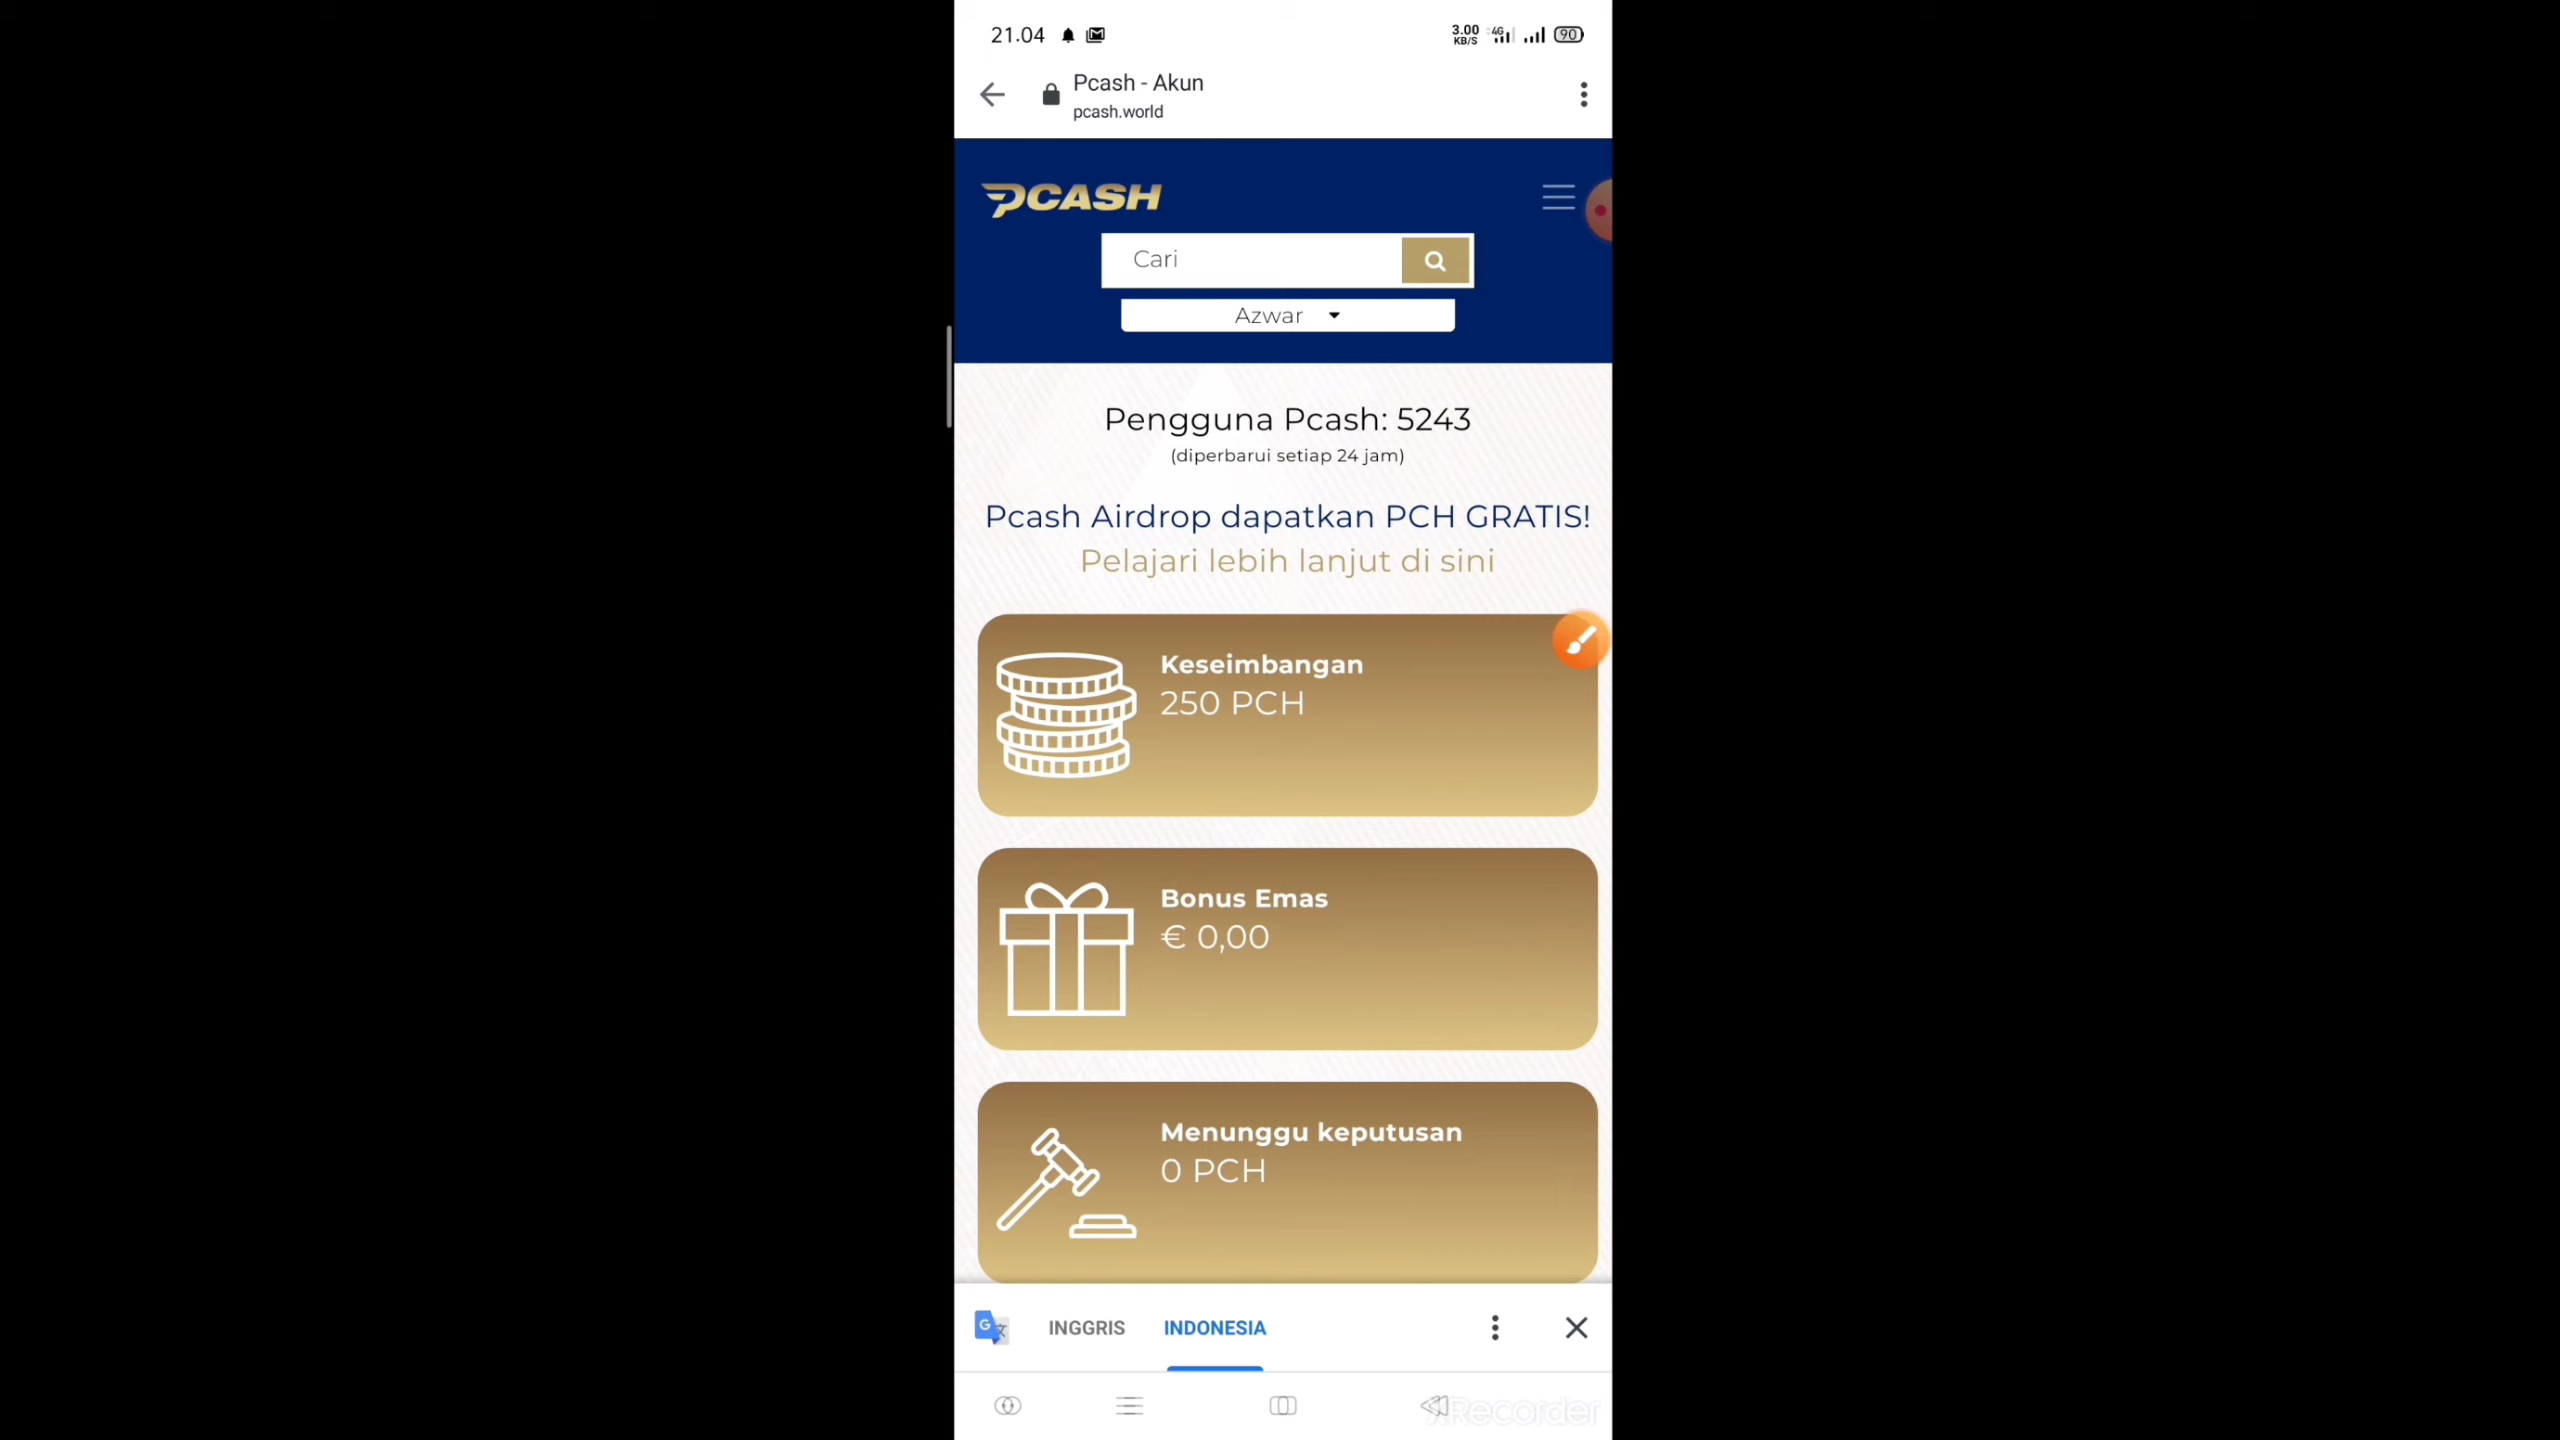 21.04
3.00
KB/S
4G
90
Pcash - Akun
pcash.world
PCASH
Cari
Azwar
Pengguna Pcash: 5243
(diperbarui setiap 24 jam)
Pcash Airdrop dapatkan PCH GRATIS!
Pelajari lebih lanjut di sini
Keseimbangan
250 PCH
Bonus Emas
€ 0,00
Menunggu keputusan
0 PCH
INGGRIS
INDONESIA
XRecorder